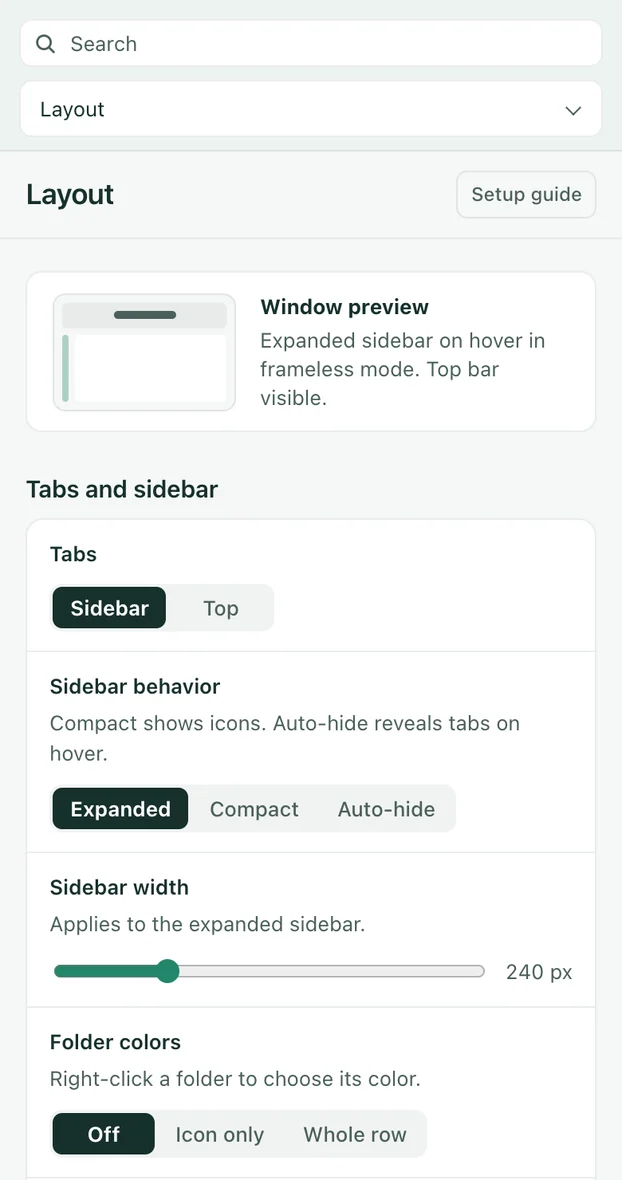 Search
Layout
Layout
Setup guide
Window preview
Expanded sidebar on hover in
frameless mode. Top bar
visible.
Tabs and sidebar
Tabs
Sidebar
Top
Sidebar behavior
Compact shows icons. Auto-hide reveals tabs on
hover.
Expanded
Compact
Auto-hide
Sidebar width
Applies to the expanded sidebar.
240 px
Folder colors
Right-click a folder to choose its color.
Off
Icon only
Whole row